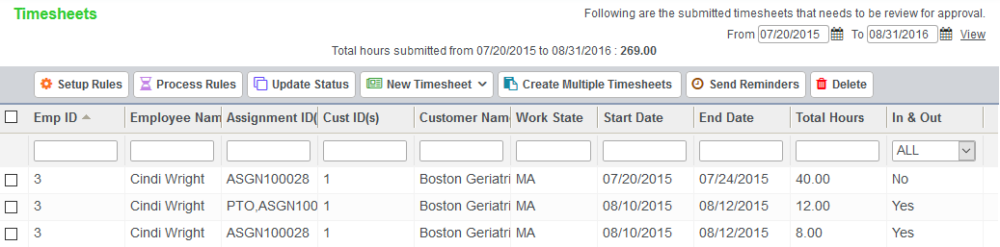 Timesheets
Following are the submitted timesheets that needs to be review for approval.
From 07/20/2015 To 08/31/2016 View
Total hours submitted from 07/20/2015 to 08/31/2016 : 269.00
Setup Rules Process Rules Update Status New Timesheet Create Multiple Timesheets Send Reminders Delete
Emp ID Employee Nam Assignment ID( Cust ID(s) Customer Nam Work State Start Date End Date Total Hours In & Out
ALL
3 Cindi Wright ASGN100028 1 Boston Geriatri MA 07/20/2015 07/24/2015 40.00 No
3 Cindi Wright PTO,ASGN100 1 Boston Geriatri MA 08/10/2015 08/12/2015 12.00 Yes
3 Cindi Wright ASGN100028 1 Boston Geriatri MA 08/10/2015 08/12/2015 8.00 Yes